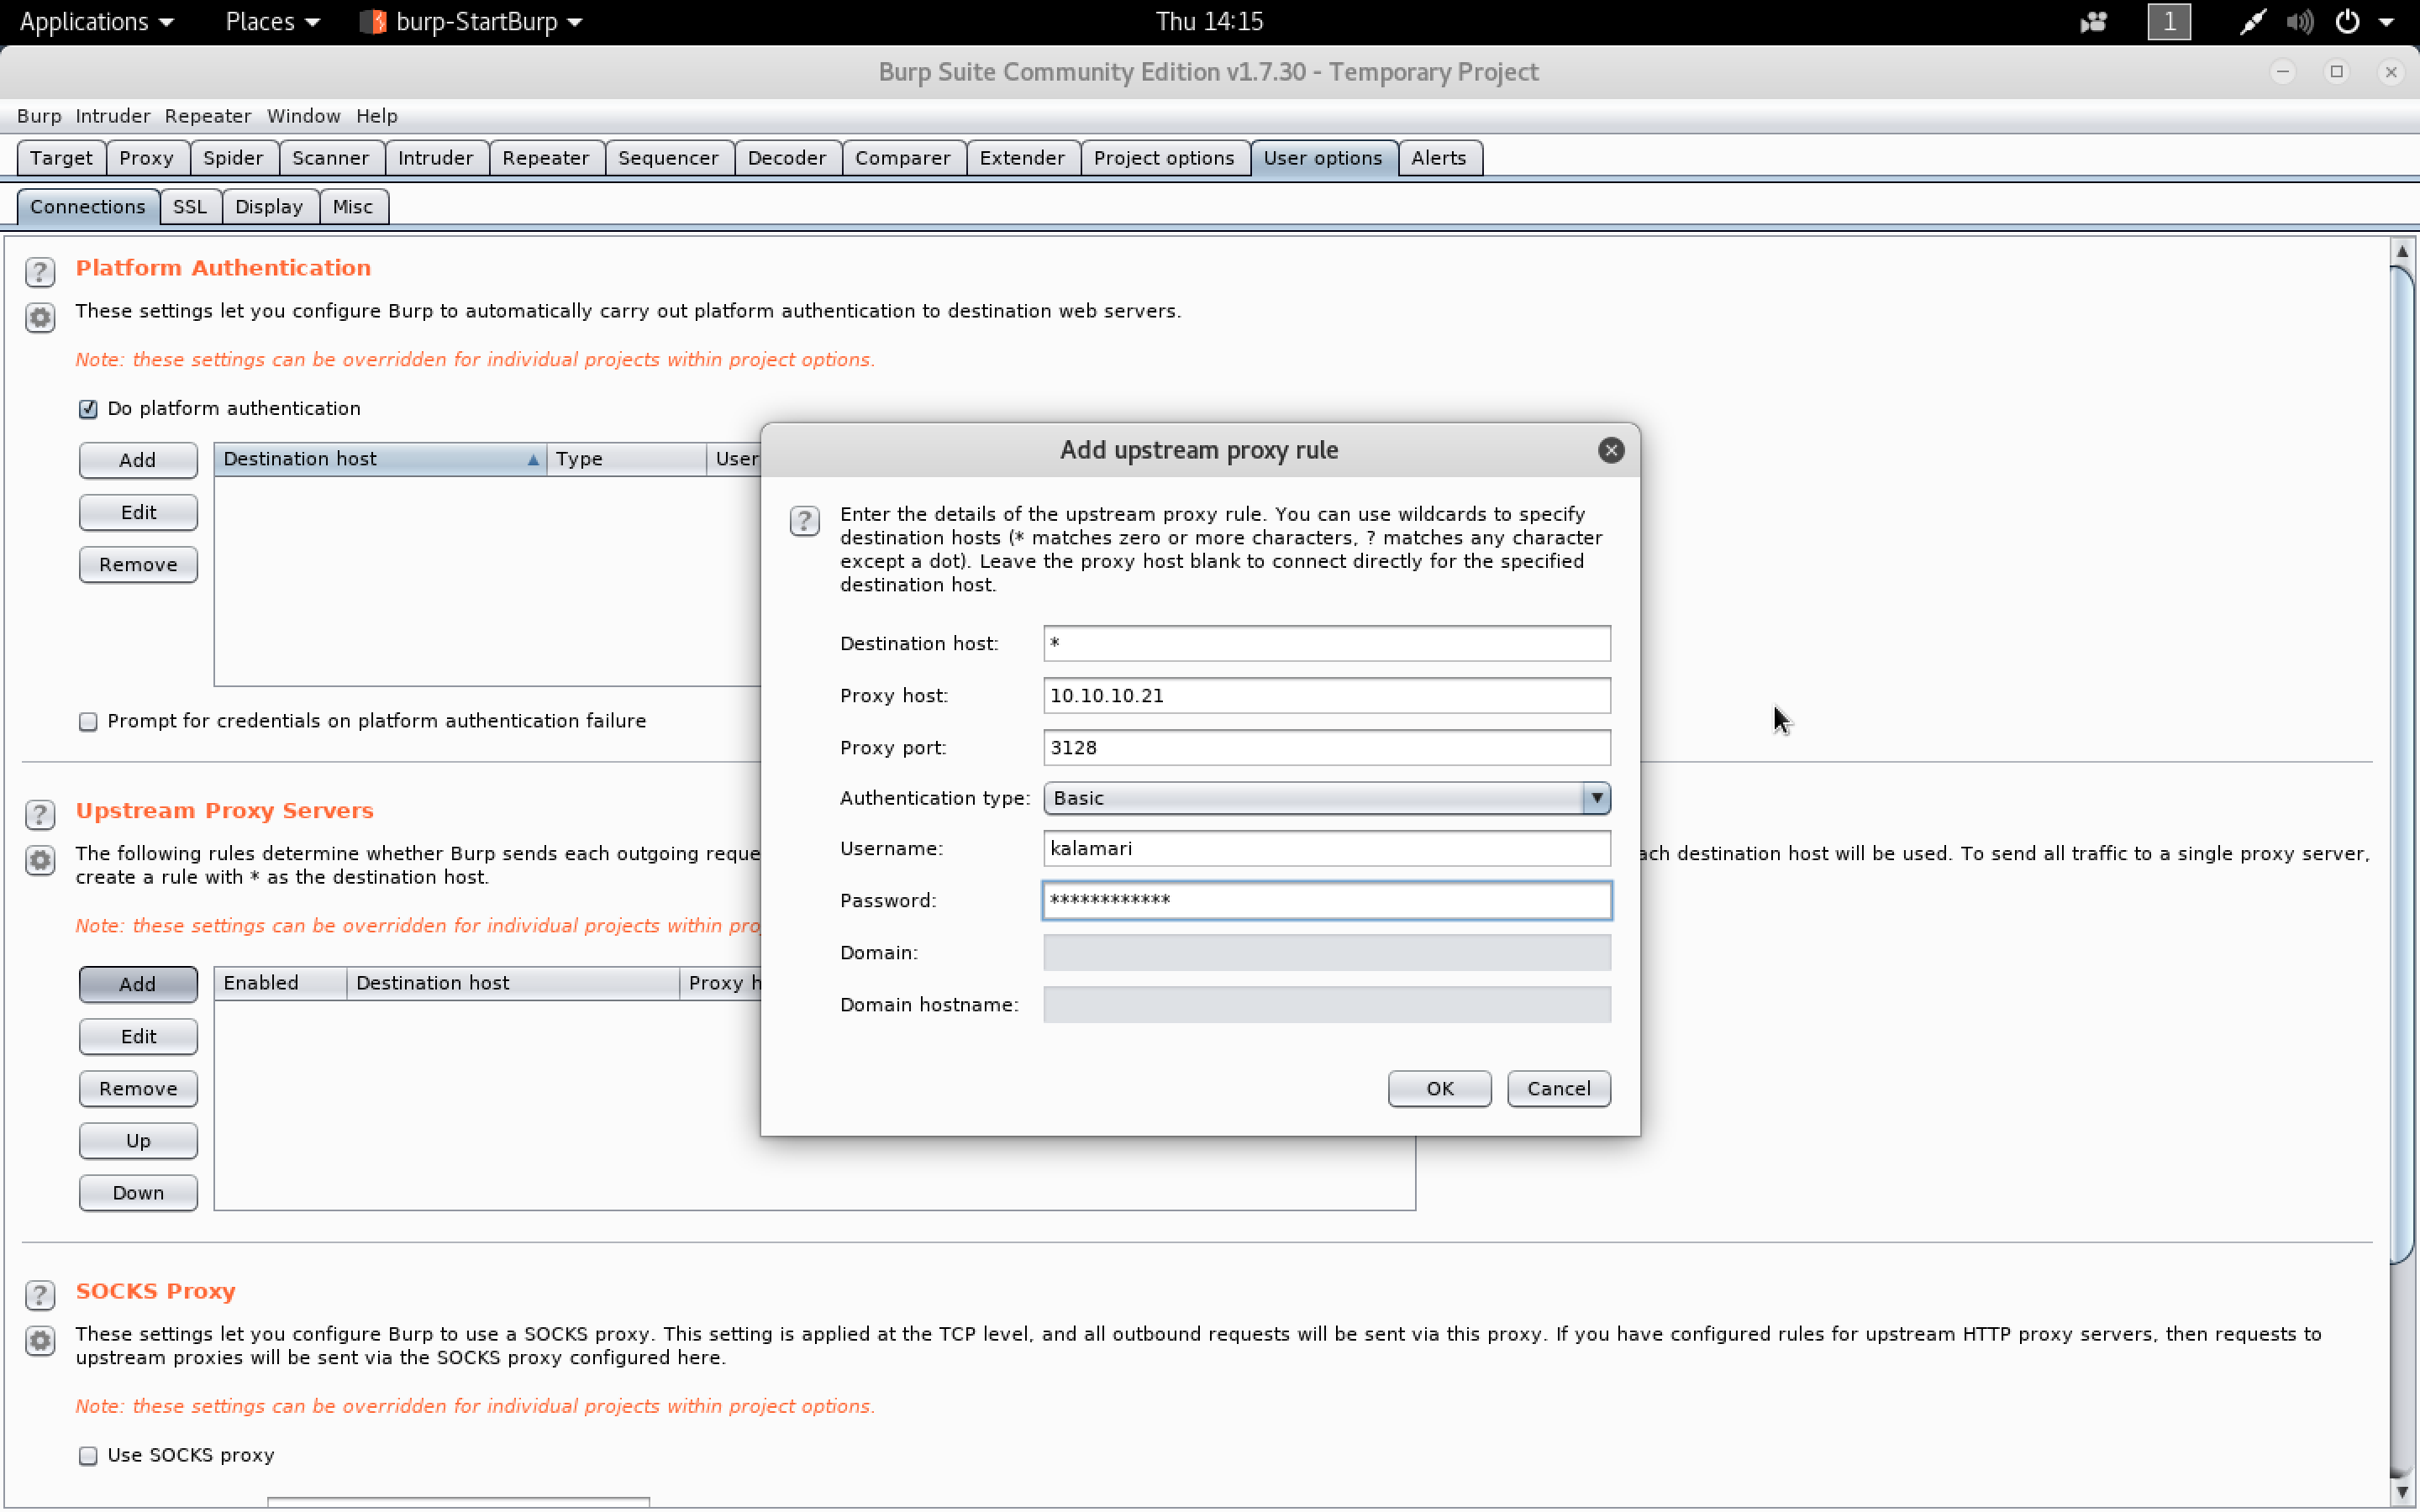 Applications Places burp-StartBurp Thu 14:15 1
Burp Suite Community Edition v1.7.30 - Temporary Project
Burp Intruder Repeater Window Help
Target Proxy Spider Scanner Intruder Repeater Sequencer Decoder Comparer Extender Project options User options Alerts
Connections SSL Display Misc
? Platform Authentication
These settings let you configure Burp to automatically carry out platform authentication to destination web servers.
Note: these settings can be overridden for individual projects within project options.
Do platform authentication
Add
Edit
Remove
Destination host Type User
Prompt for credentials on platform authentication failure
? Upstream Proxy Servers
The following rules determine whether Burp sends each outgoing reque
ach destination host will be used. To send all traffic to a single proxy server,
create a rule with * as the destination host.
Note: these settings can be overridden for individual projects within pro
Add
Edit
Remove
Up
Down
Enabled Destination host Proxy h
Add upstream proxy rule
? Enter the details of the upstream proxy rule. You can use wildcards to specify
destination hosts (* matches zero or more characters, ? matches any character
except a dot). Leave the proxy host blank to connect directly for the specified
destination host.
Destination host: *
Proxy host: 10.10.10.21
Proxy port: 3128
Authentication type: Basic
Username: kalamari
Password: ************
Domain:
Domain hostname:
OK Cancel
? SOCKS Proxy
These settings let you configure Burp to use a SOCKS proxy. This setting is applied at the TCP level, and all outbound requests will be sent via this proxy. If you have configured rules for upstream HTTP proxy servers, then requests to
upstream proxies will be sent via the SOCKS proxy configured here.
Note: these settings can be overridden for individual projects within project options.
Use SOCKS proxy